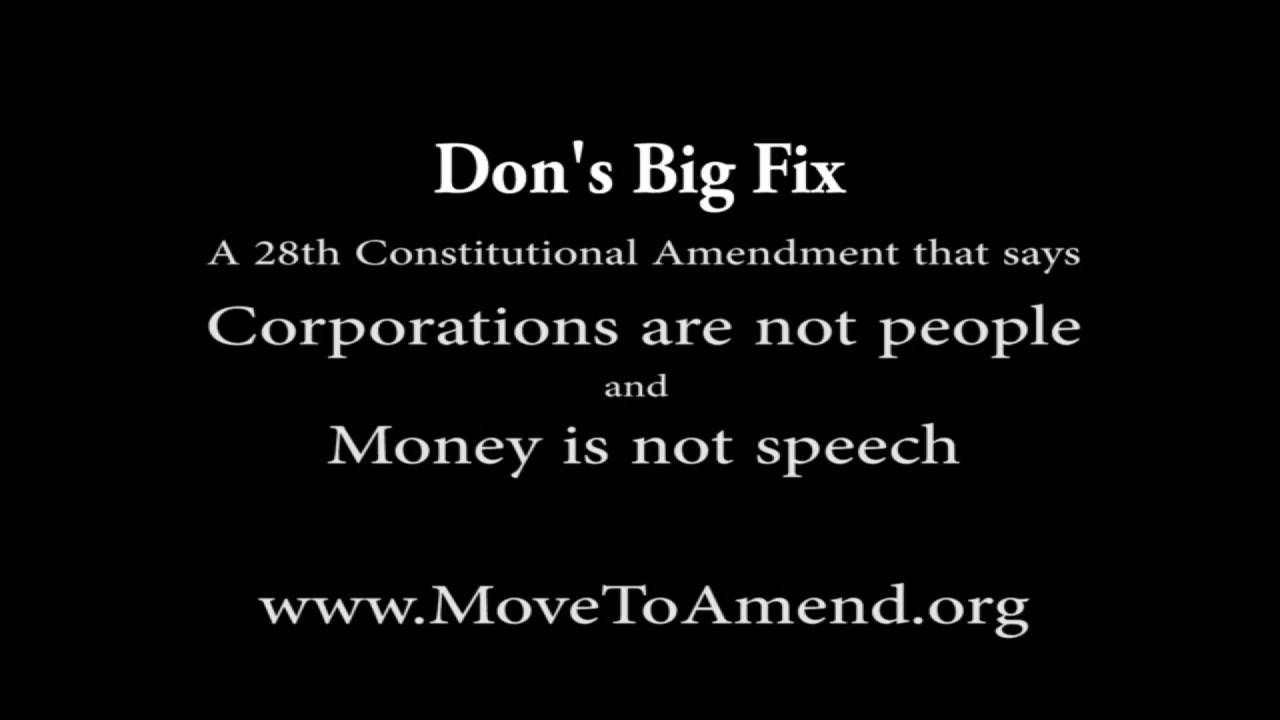 Don's Big Fix
A 28th Constitutional Amendment that says
Corporations are not people
and
Money is not speech
www.MoveToAmend.org